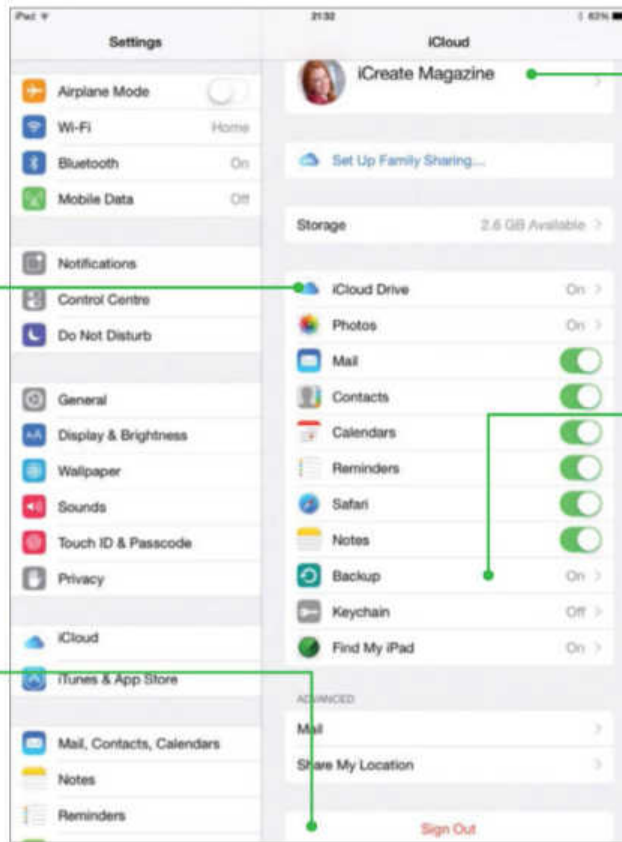 iPad
21:32
82%
Settings
iCloud
Airplane Mode
Wi-Fi
Home
Bluetooth
On
Mobile Data
Off
Notifications
Control Centre
Do Not Disturb
General
Display & Brightness
Wallpaper
Sounds
Touch ID & Passcode
Privacy
iCloud
iTunes & App Store
Mail, Contacts, Calendars
Notes
Reminders
iCreate Magazine
Set Up Family Sharing...
Storage
2.6 GB Available
iCloud Drive
On
Photos
On
Mail
Contacts
Calendars
Reminders
Safari
Notes
Backup
On
Keychain
Off
Find My iPad
On
ADVANCED
Mail
Share My Location
Sign Out